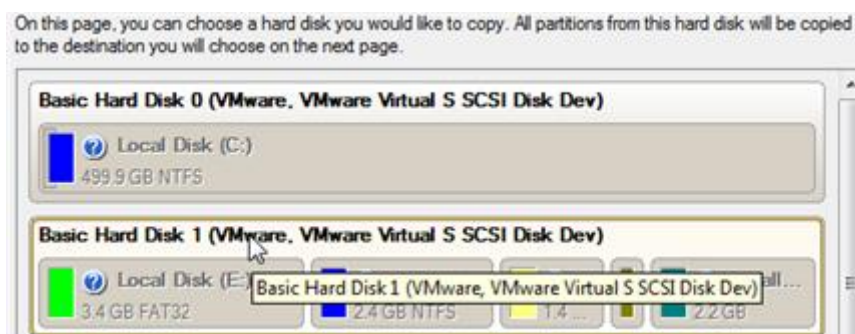 On this page, you can choose a hard disk you would like to copy. All partitions from this hard disk will be copied
to the destination you will choose on the next page.
Basic Hard Disk 0 (VMware, VMware Virtual S SCSI Disk Dev)
Local Disk (C:)
499.9 GB NTFS
Basic Hard Disk 1 (VMware, VMware Virtual S SCSI Disk Dev)
Local Disk (E:)
Basic Hard Disk 1 (VMware, VMware Virtual S SCSI Disk Dev)
all...
3.4 GB FAT32
2.4 GB NTFS
1.4 ...
2.2 GB